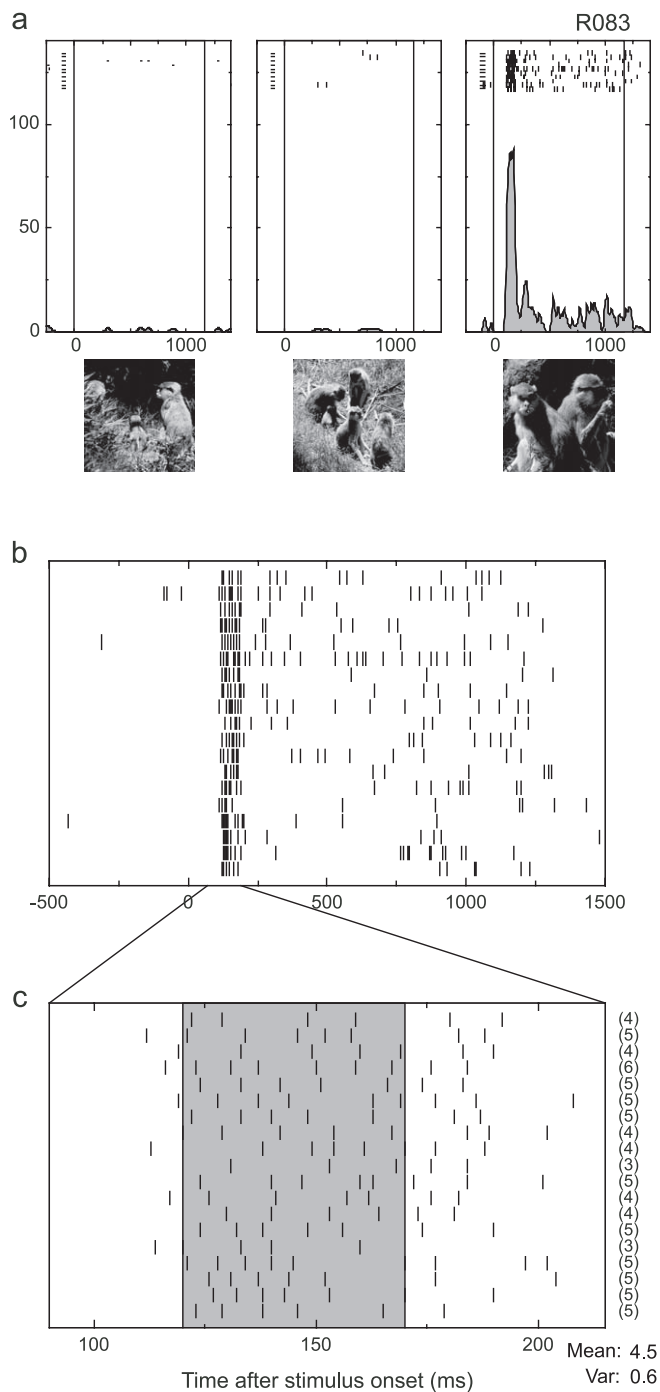 a
R083
100
50
0
0 1000
0 1000
0 1000
b
-500 0 500 1000 1500
c
(4)
(5)
(4)
(6)
(5)
(5)
(5)
(4)
(4)
(3)
(5)
(4)
(4)
(5)
(3)
(5)
(5)
(5)
(5)
100 150 200
Time after stimulus onset (ms)
Mean: 4.5
Var: 0.6